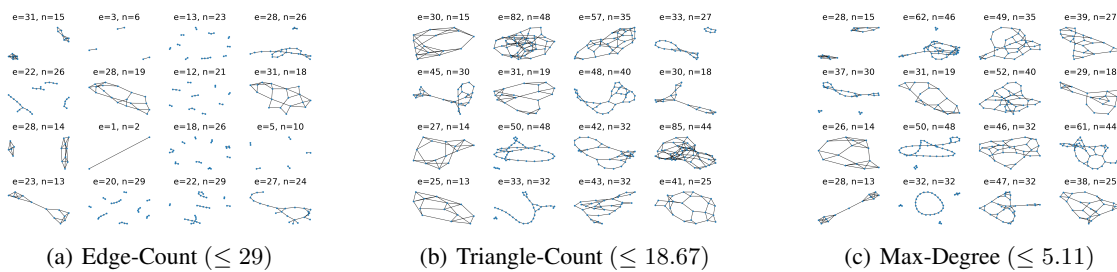 e=31, n=15 e=3, n=6 e=13, n=23 e=28, n=26
e=22, n=26 e=28, n=19 e=12, n=21 e=31, n=18
e=28, n=14 e=1, n=2 e=18, n=26 e=5, n=10
e=23, n=13 e=20, n=29 e=22, n=29 e=27, n=24
(a) Edge-Count (≤ 29)
e=30, n=15 e=82, n=48 e=57, n=35 e=33, n=27
e=45, n=30 e=31, n=19 e=48, n=40 e=30, n=18
e=27, n=14 e=50, n=48 e=42, n=32 e=85, n=44
e=25, n=13 e=33, n=32 e=43, n=32 e=41, n=25
(b) Triangle-Count (≤ 18.67)
e=28, n=15 e=62, n=46 e=49, n=35 e=39, n=27
e=37, n=30 e=31, n=19 e=52, n=40 e=29, n=18
e=26, n=14 e=50, n=48 e=46, n=32 e=61, n=44
e=28, n=13 e=32, n=32 e=47, n=32 e=38, n=25
(c) Max-Degree (≤ 5.11)